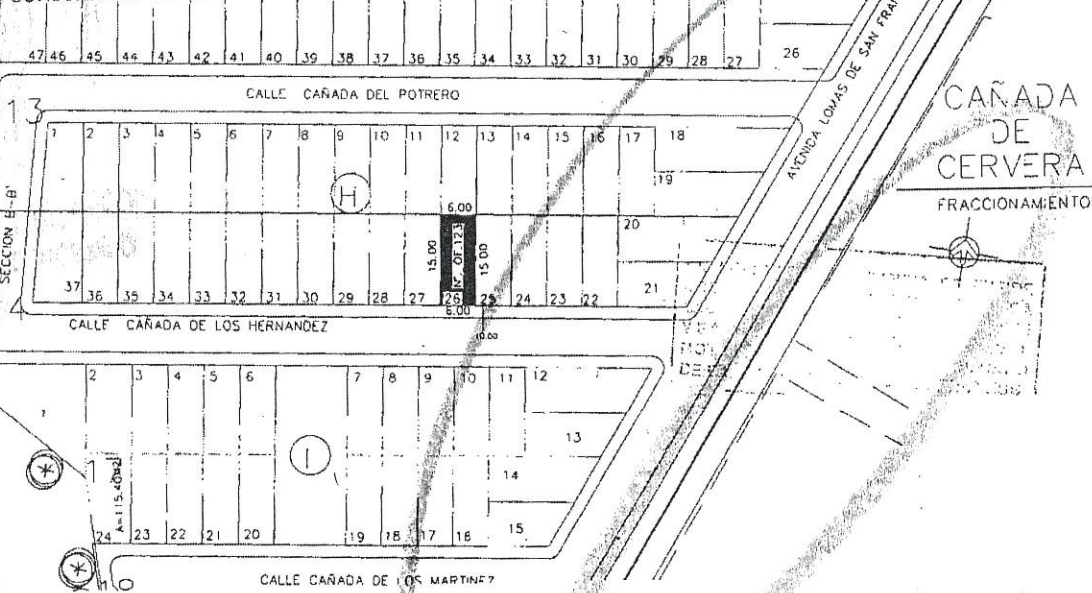 47 46 45 44 43 42 41 40 39 38 37 36 35 34 33 32 31 30 29 28 27
26
CALLE CAÑADA DEL POTRERO
AVENIDA LOMAS DE SAN
CAÑADA
DE
CERVERA
FRACCIONAMIENTO
13
1 2 3 4 5 6 7 8 9 10 11 12 13 14 15 16 17 18
19
H
SECCION B-B'
6.00
20
15.00
Nº. OF.123
15.00
21
37 36 35 34 33 32 31 30 29 28 27 26 25 24 23 22
6.00
CALLE CAÑADA DE LOS HERNANDEZ
10.00
2 3 4 5 6 7 8 9 10 11 12
13
I
14
A=115.40M2
15
24 23 22 21 20 19 18 17 16
CALLE CAÑADA DE LOS MARTINEZ